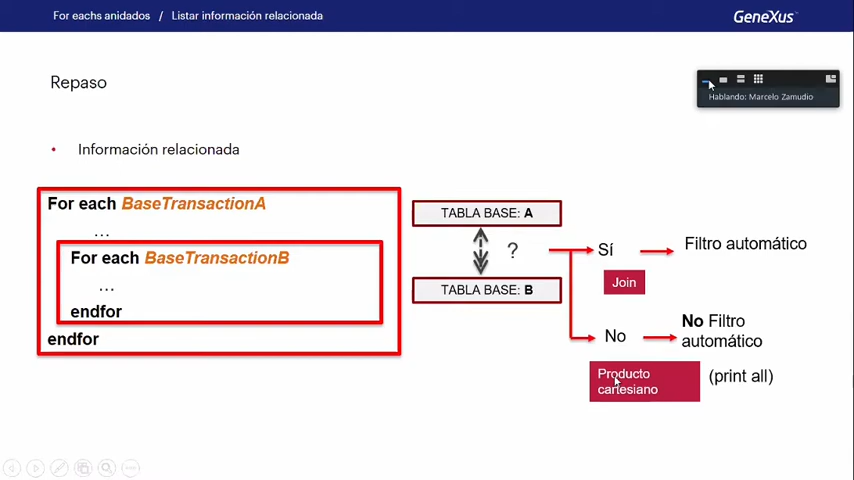 For eachs anidados / Listar información relacionada
GeneXus™
Repaso
Hablando: Marcelo Zamudio
• Información relacionada
For each BaseTransactionA
...
For each BaseTransactionB
...
endfor
endfor
TABLA BASE: A
?
TABLA BASE: B
Sí
Filtro automático
Join
No
No Filtro
automático
Producto
cartesiano
(print all)